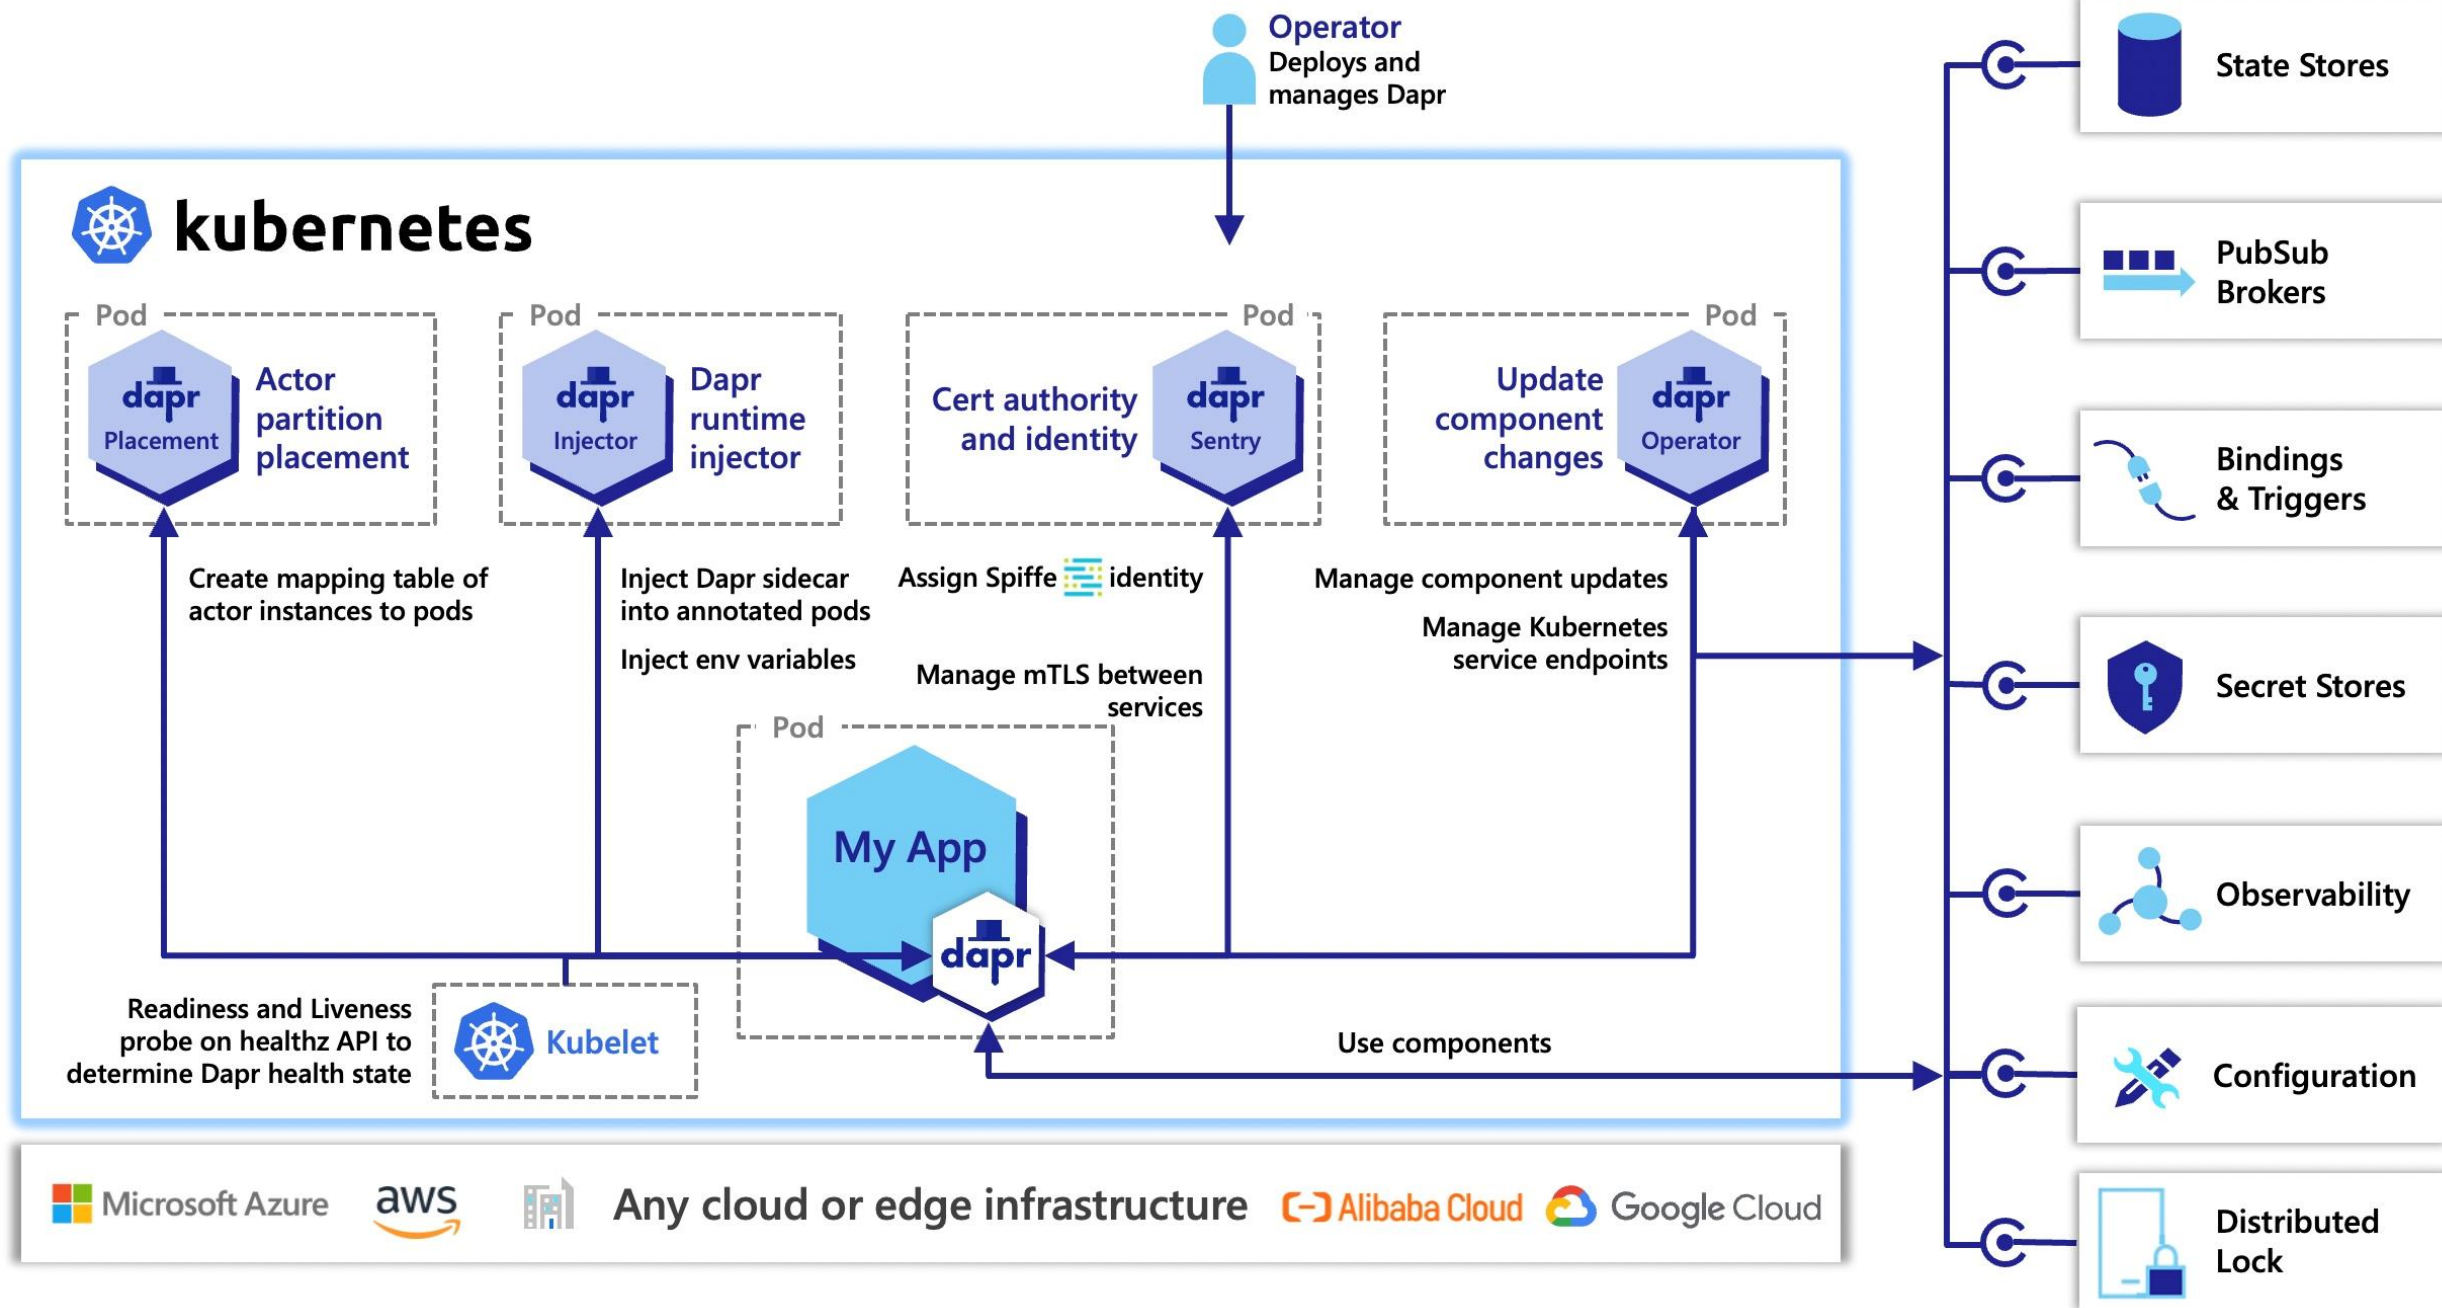 Operator
Deploys and
manages Dapr
kubernetes
Pod
dapr
Placement
Actor
partition
placement
Pod
dapr
Injector
Dapr
runtime
injector
Pod
Cert authority
and identity
dapr
Sentry
Pod
Update
component
changes
dapr
Operator
Create mapping table of
actor instances to pods
Inject Dapr sidecar
into annotated pods
Inject env variables
Assign Spiffe identity
Manage mTLS between
services
Manage component updates
Manage Kubernetes
service endpoints
Pod
My App
dapr
Readiness and Liveness
probe on healthz API to
determine Dapr health state
Kubelet
Use components
Microsoft Azure
aws
Any cloud or edge infrastructure
Alibaba Cloud
Google Cloud
State Stores
PubSub
Brokers
Bindings
& Triggers
Secret Stores
Observability
Configuration
Distributed
Lock